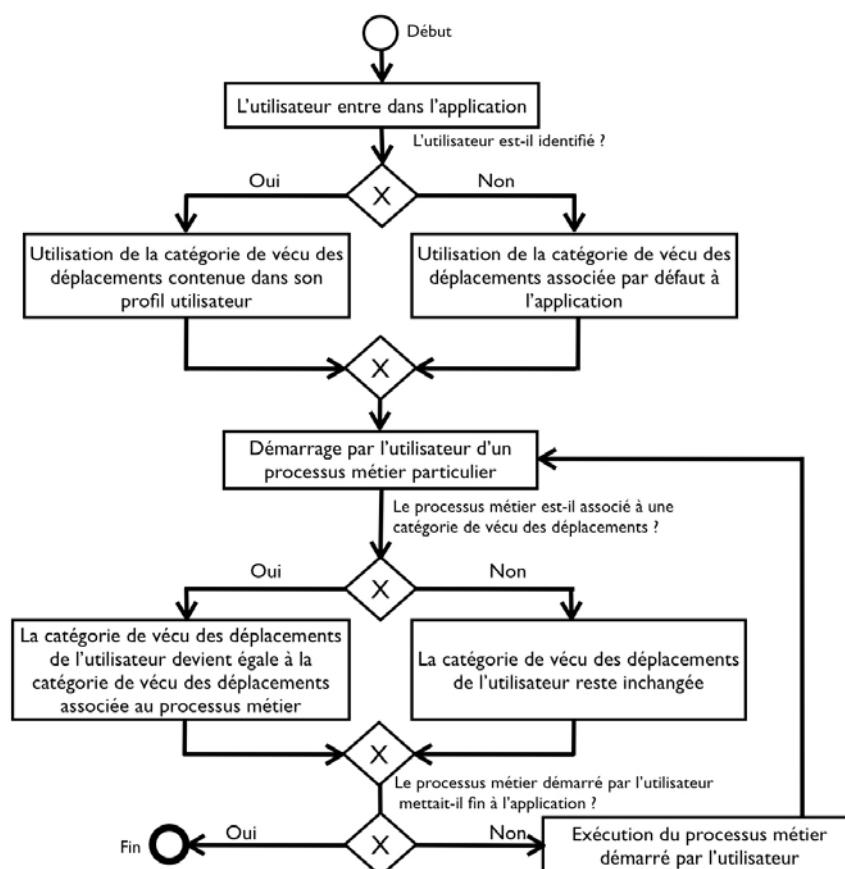 Début
L'utilisateur entre dans l'application
L'utilisateur est-il identifié ?
Oui
Non
X
Utilisation de la catégorie de vécu des
déplacements contenue dans son
profil utilisateur
Utilisation de la catégorie de vécu des
déplacements associée par défaut à
l'application
X
Démarrage par l'utilisateur d'un
processus métier particulier
Le processus métier est-il associé à une
catégorie de vécu des déplacements ?
Oui
Non
X
La catégorie de vécu des déplacements
de l'utilisateur devient égale à la
catégorie de vécu des déplacements
associée au processus métier
La catégorie de vécu des déplacements
de l'utilisateur reste inchangée
X
Le processus métier démarré par l'utilisateur
mettait-il fin à l'application ?
Fin
Oui
X
Non
Exécution du processus métier
démarré par l'utilisateur